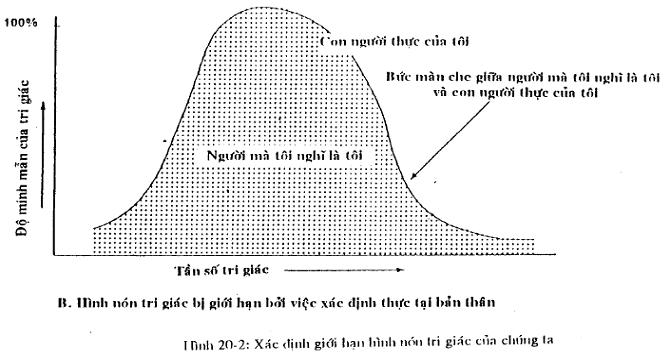 100%
Con người thực của tôi
Bức màn che giữa người mà tôi nghĩ là tôi
và con người thực của tôi
Độ minh mẫn của tri giác
Người mà tôi nghĩ là tôi
Tần số tri giác
B. Hình nón tri giác bị giới hạn bởi việc xác định thực tại bản thân
Hình 20-2: Xác định giới hạn hình nón tri giác của chúng ta